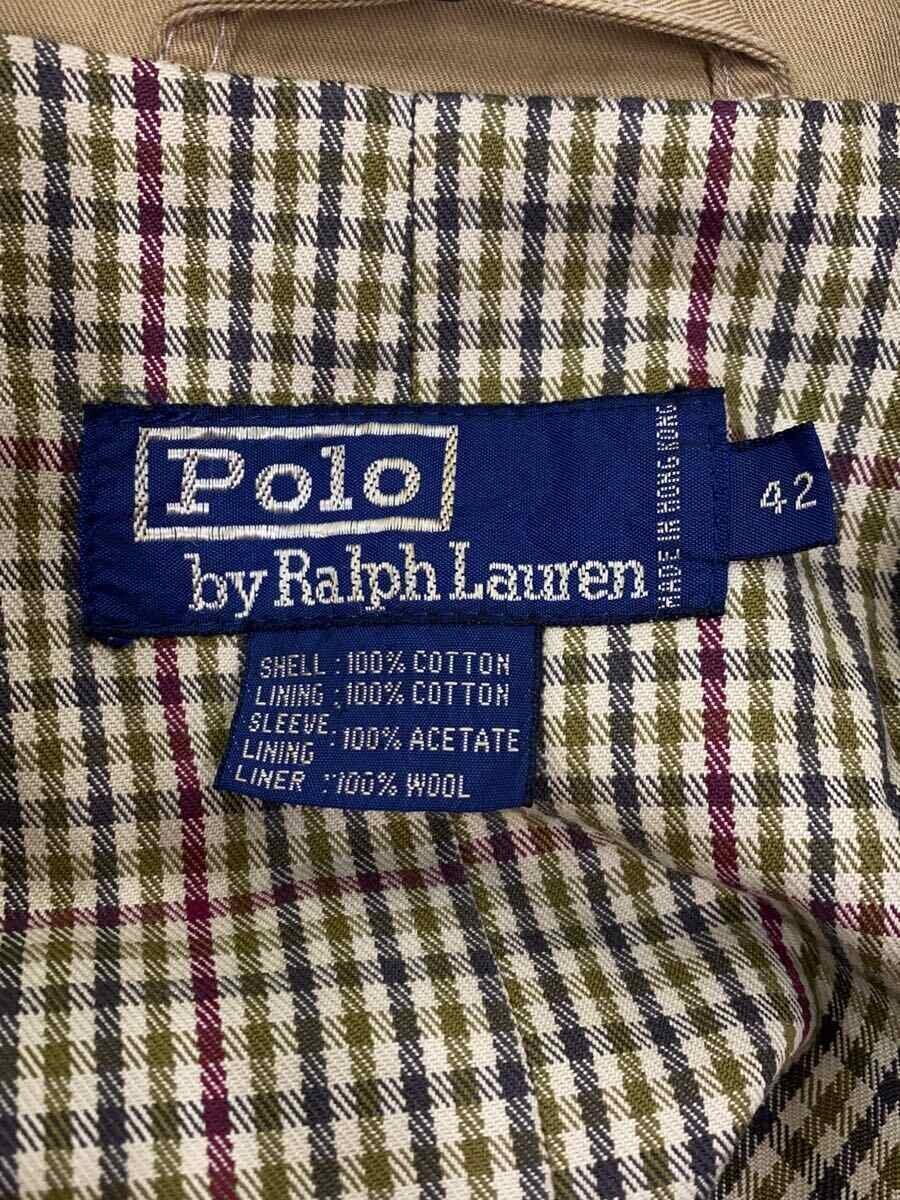 Polo
by Ralph Lauren
MADE IN HONG KONG
42
SHELL : 100% COTTON
LINING : 100% COTTON
SLEEVE
LINING : 100% ACETATE
LINER : 100% WOOL